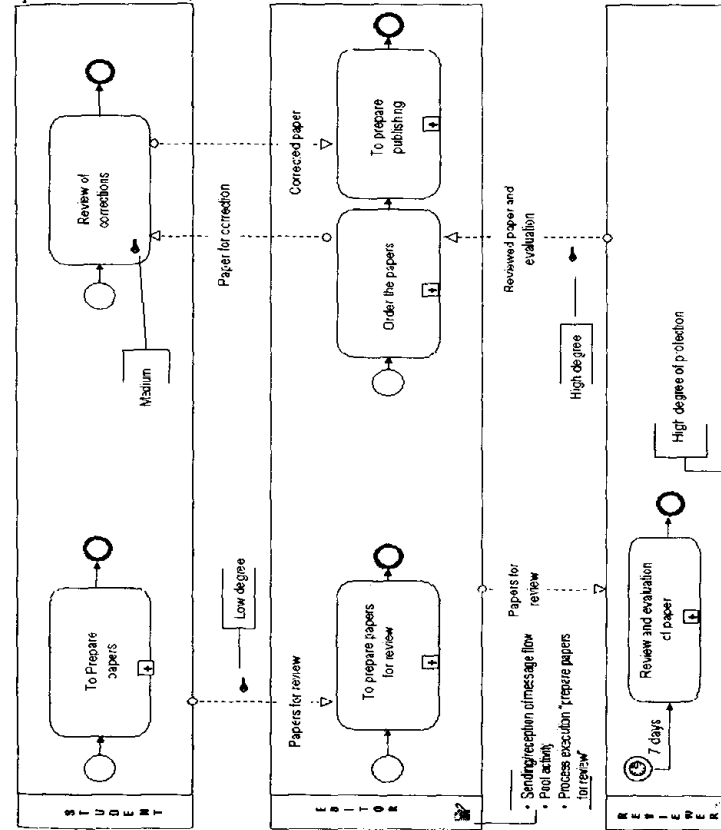 Review of
corrections
To prepare
publishing
Corrected paper
Paper for correction
Reviewed paper and
evaluation
Order the papers
Medium
High degree
High degree of protection
Low degree
To Prepare
papers
Papers for review
To prepare papers
for review
Papers for
review
Review and evaluation
of paper
7 days
• Sending/reception of message flow
• Pool activity
• Process execution "prepare papers
for review"
STUDENT
EDITOR
REVIEWER